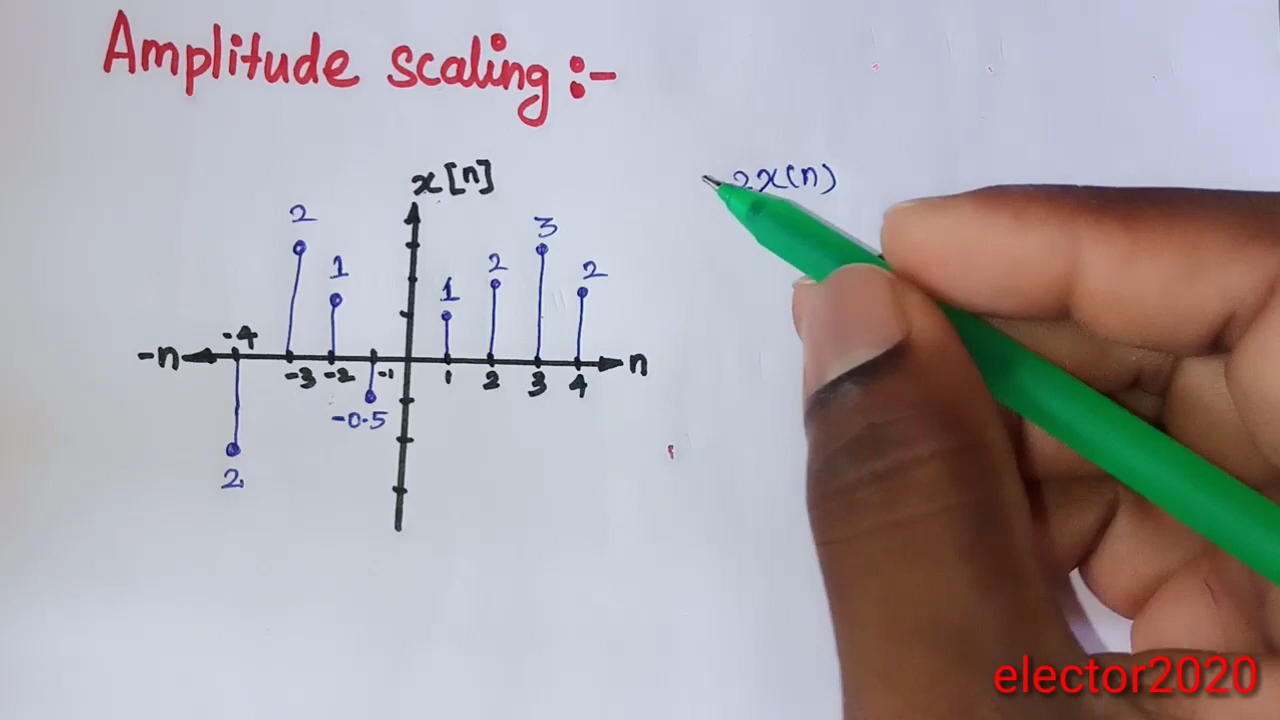 Amplitude scaling :-
x[n]
2x(n)
2
3
1
2
2
1
-4
-n
n
-3 -2 -1
1 2 3 4
-0.5
2
elector2020